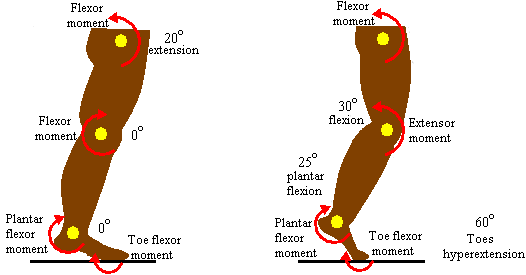 Flexor
moment
20°
extension
Flexor
moment
0°
Plantar
flexor
moment
0°
Toe flexor
moment
Flexor
moment
30°
flexion
Extensor
moment
25°
plantar
flexion
Plantar
flexor
moment
Toe flexor
moment
60°
Toes
hyperextension